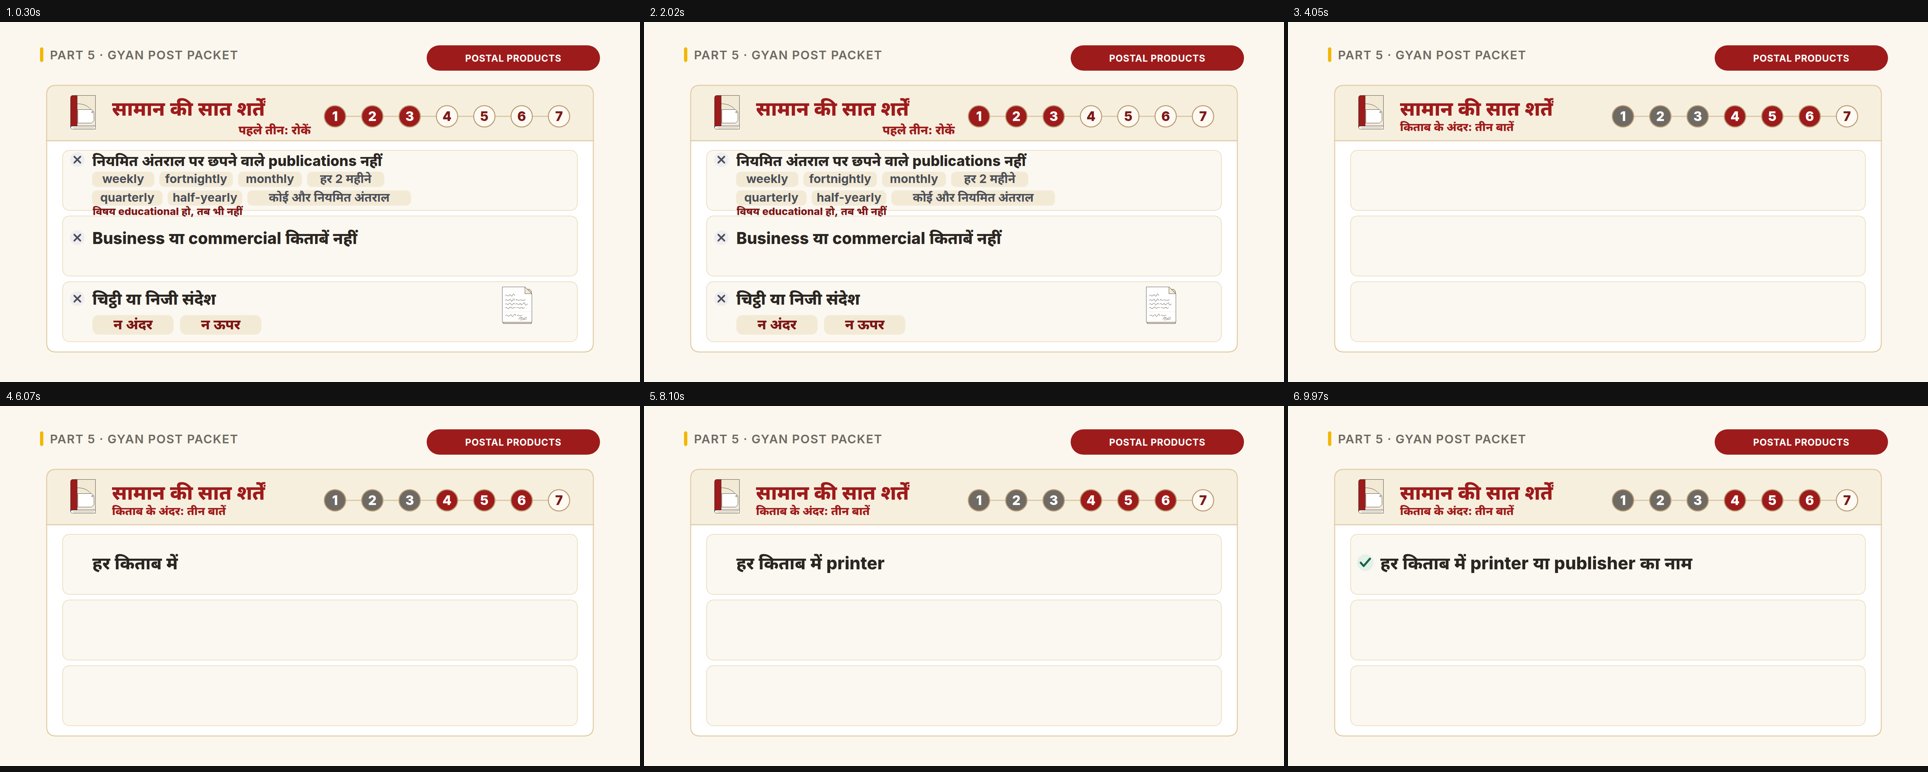 1. 0.30s
PART 5 · GYAN POST PACKET
POSTAL PRODUCTS
सामान की सात शर्तें
पहले तीन: रोकें
1 2 3 4 5 6 7
नियमित अंतराल पर छपने वाले publications नहीं
weekly fortnightly monthly हर 2 महीने
quarterly half-yearly कोई और नियमित अंतराल
विषय educational हो, तब भी नहीं
Business या commercial किताबें नहीं
चिट्ठी या निजी संदेश
न अंदर न ऊपर
2. 2.02s
PART 5 · GYAN POST PACKET
POSTAL PRODUCTS
सामान की सात शर्तें
पहले तीन: रोकें
1 2 3 4 5 6 7
नियमित अंतराल पर छपने वाले publications नहीं
weekly fortnightly monthly हर 2 महीने
quarterly half-yearly कोई और नियमित अंतराल
विषय educational हो, तब भी नहीं
Business या commercial किताबें नहीं
चिट्ठी या निजी संदेश
न अंदर न ऊपर
3. 4.05s
PART 5 · GYAN POST PACKET
POSTAL PRODUCTS
सामान की सात शर्तें
किताब के अंदर: तीन बातें
1 2 3 4 5 6 7
4. 6.07s
PART 5 · GYAN POST PACKET
POSTAL PRODUCTS
सामान की सात शर्तें
किताब के अंदर: तीन बातें
1 2 3 4 5 6 7
हर किताब में
5. 8.10s
PART 5 · GYAN POST PACKET
POSTAL PRODUCTS
सामान की सात शर्तें
किताब के अंदर: तीन बातें
1 2 3 4 5 6 7
हर किताब में printer
6. 9.97s
PART 5 · GYAN POST PACKET
POSTAL PRODUCTS
सामान की सात शर्तें
किताब के अंदर: तीन बातें
1 2 3 4 5 6 7
हर किताब में printer या publisher का नाम